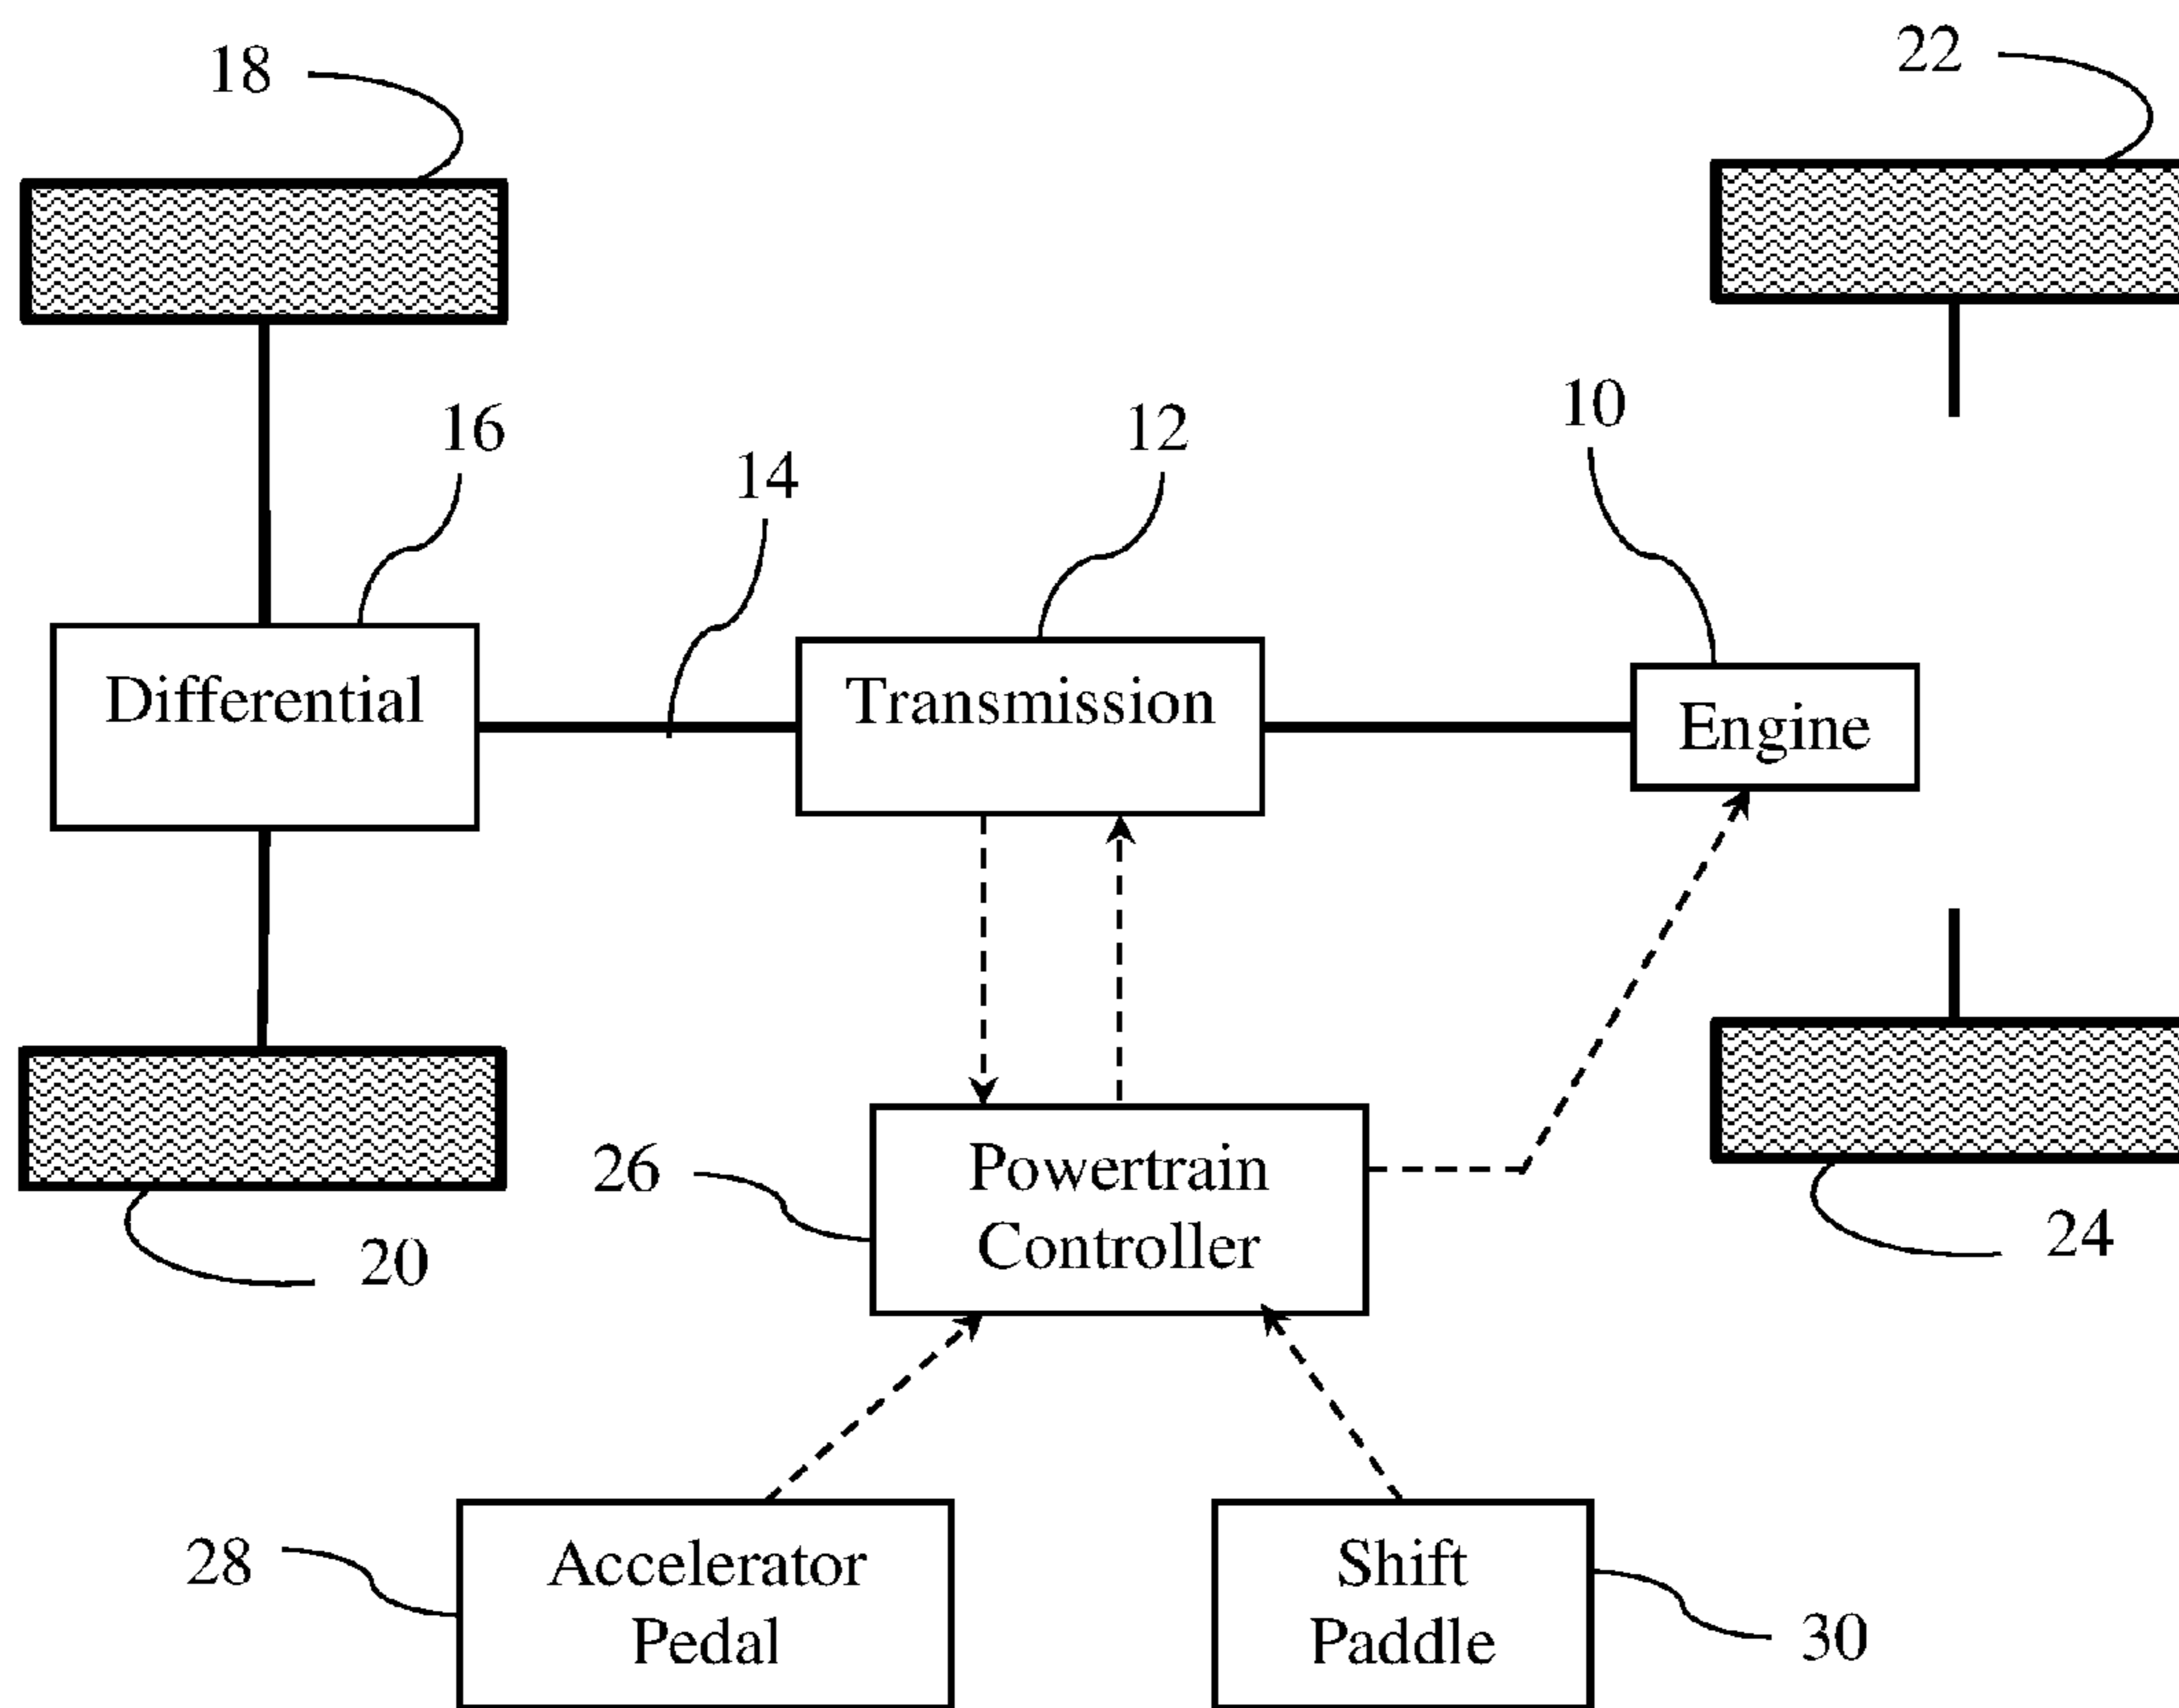 18
22
10
16
12
14
Differential
Transmission
Engine
26
Powertrain
Controller
20
24
28
Accelerator
Pedal
Shift
Paddle
30